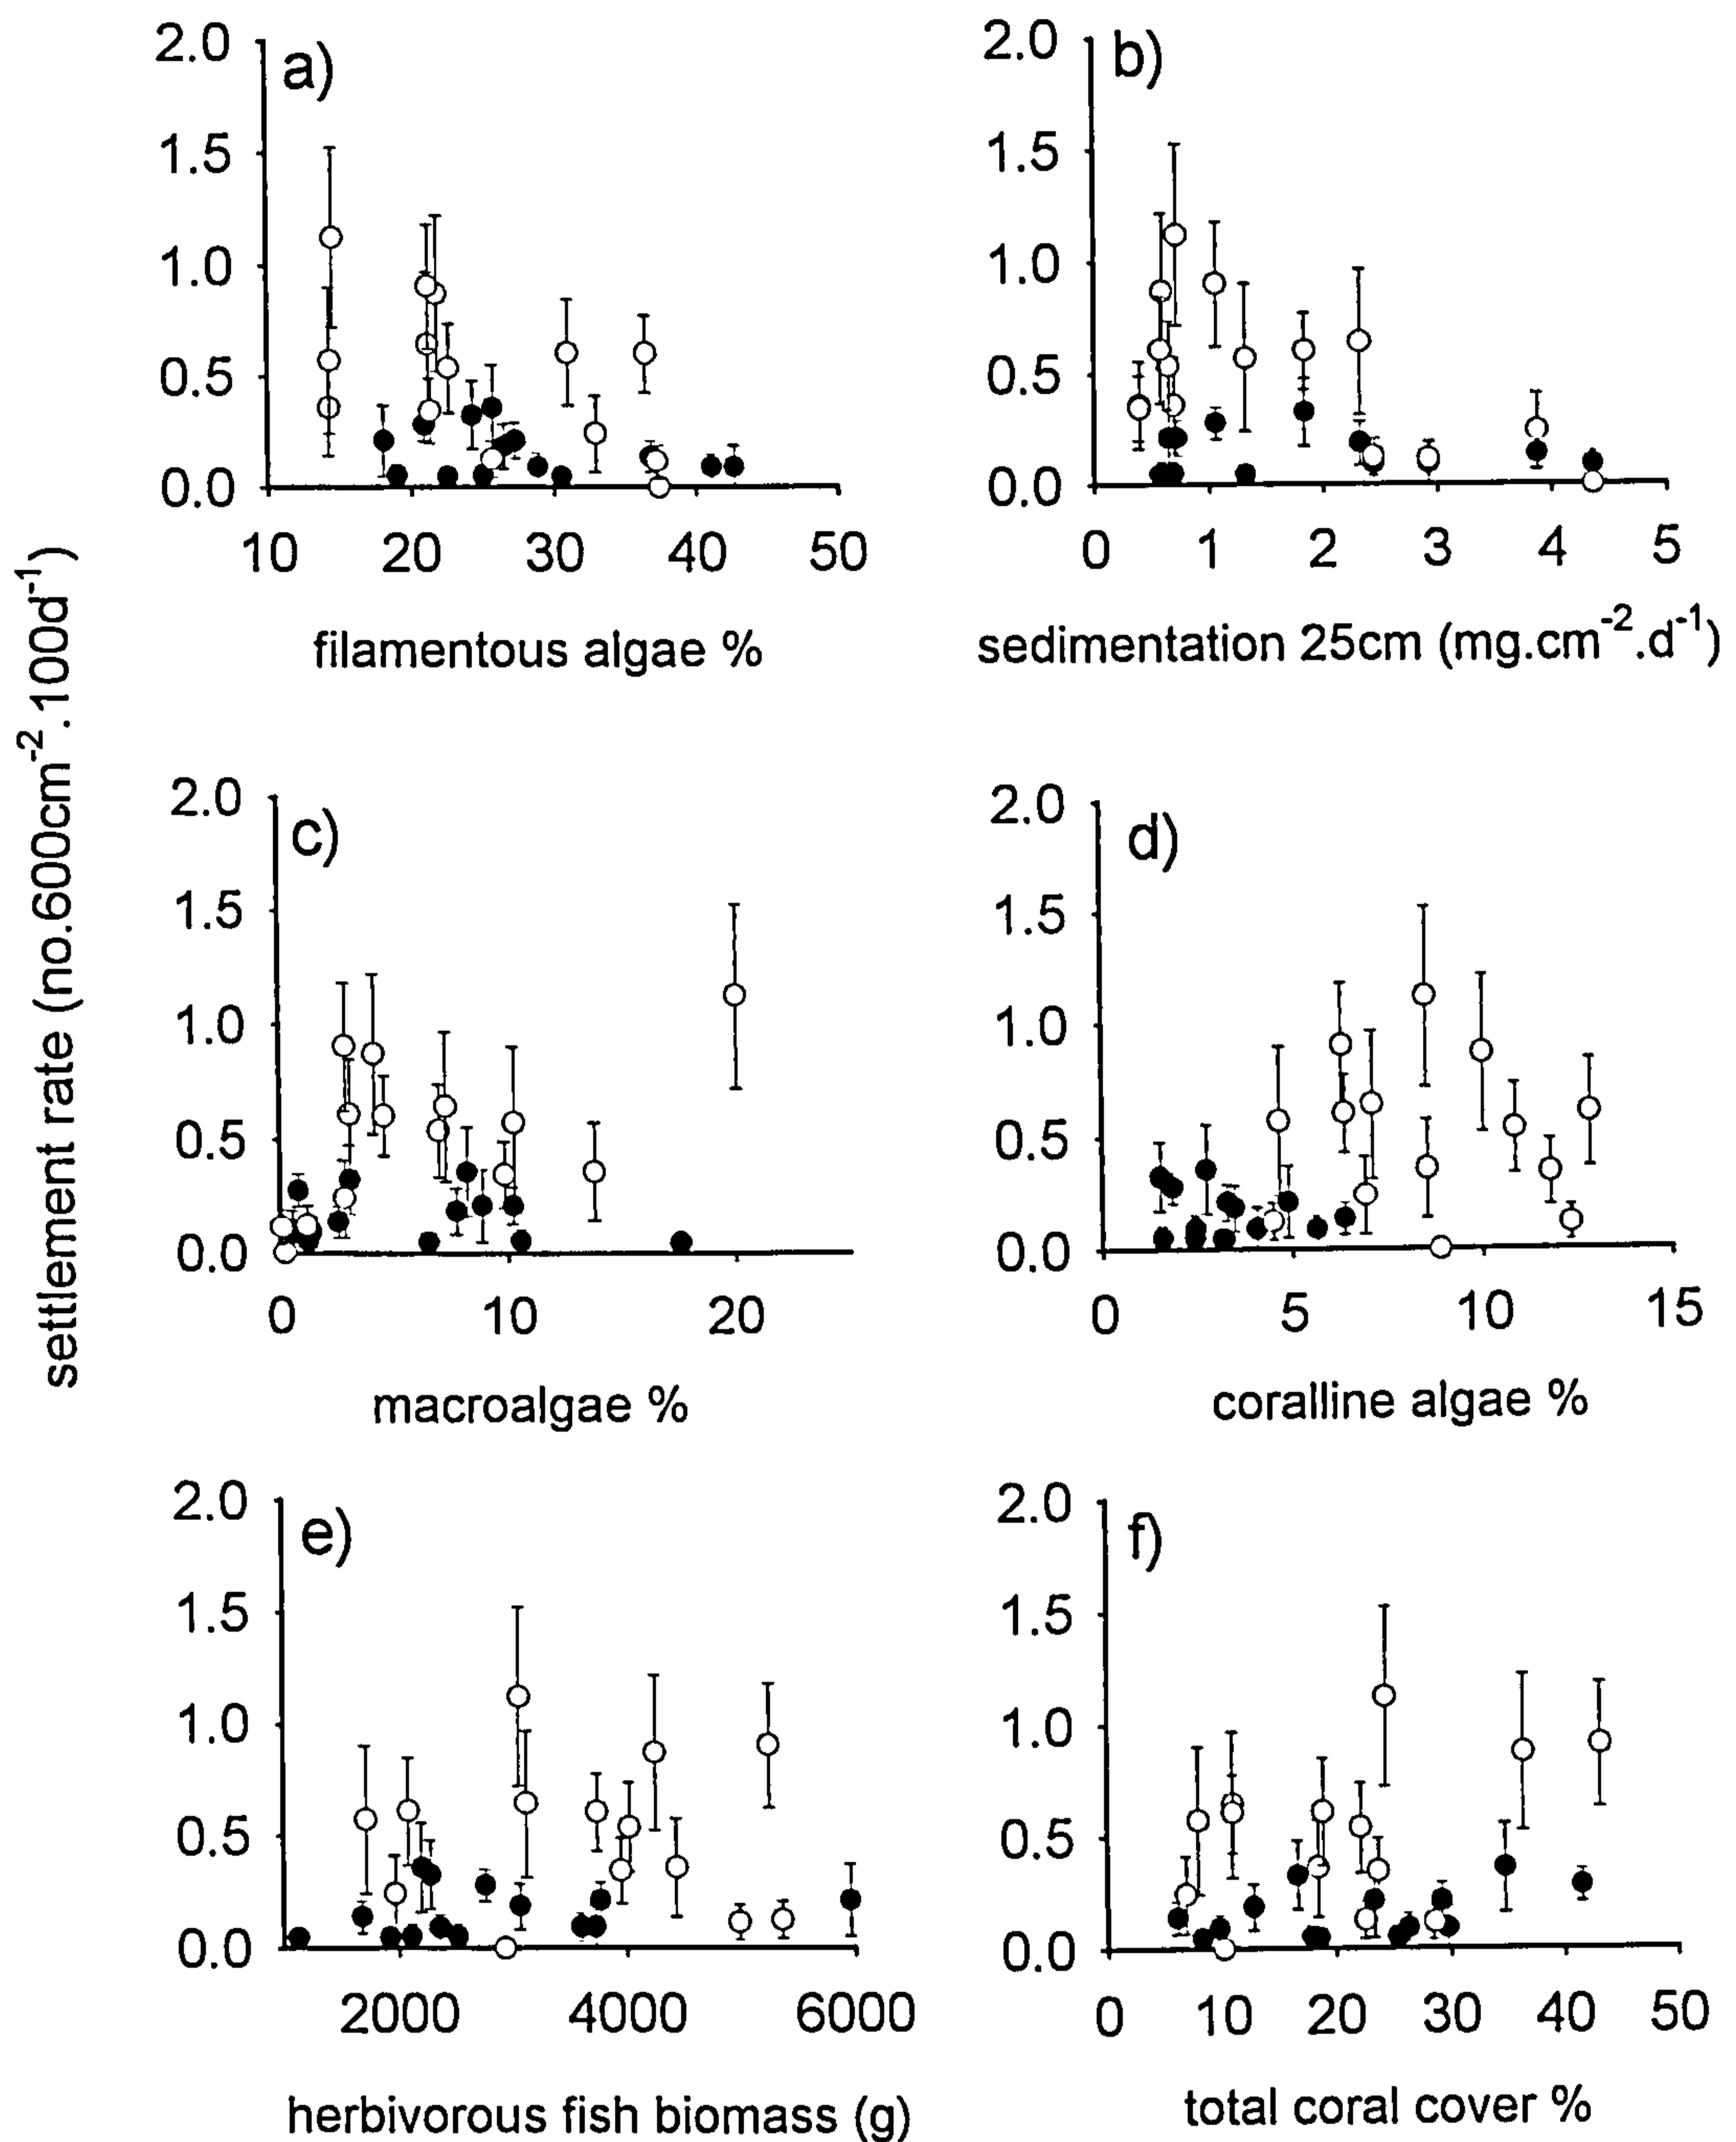 settlement rate (no.600cm⁻².100d⁻¹)
a)
2.0
1.5
1.0
0.5
0.0
10 20 30 40 50
filamentous algae %
b)
2.0
1.5
1.0
0.5
0.0
0 1 2 3 4 5
sedimentation 25cm (mg.cm⁻².d⁻¹)
c)
2.0
1.5
1.0
0.5
0.0
0 10 20
macroalgae %
d)
2.0
1.5
1.0
0.5
0.0
0 5 10 15
coralline algae %
e)
2.0
1.5
1.0
0.5
0.0
2000 4000 6000
herbivorous fish biomass (g)
f)
2.0
1.5
1.0
0.5
0.0
0 10 20 30 40 50
total coral cover %